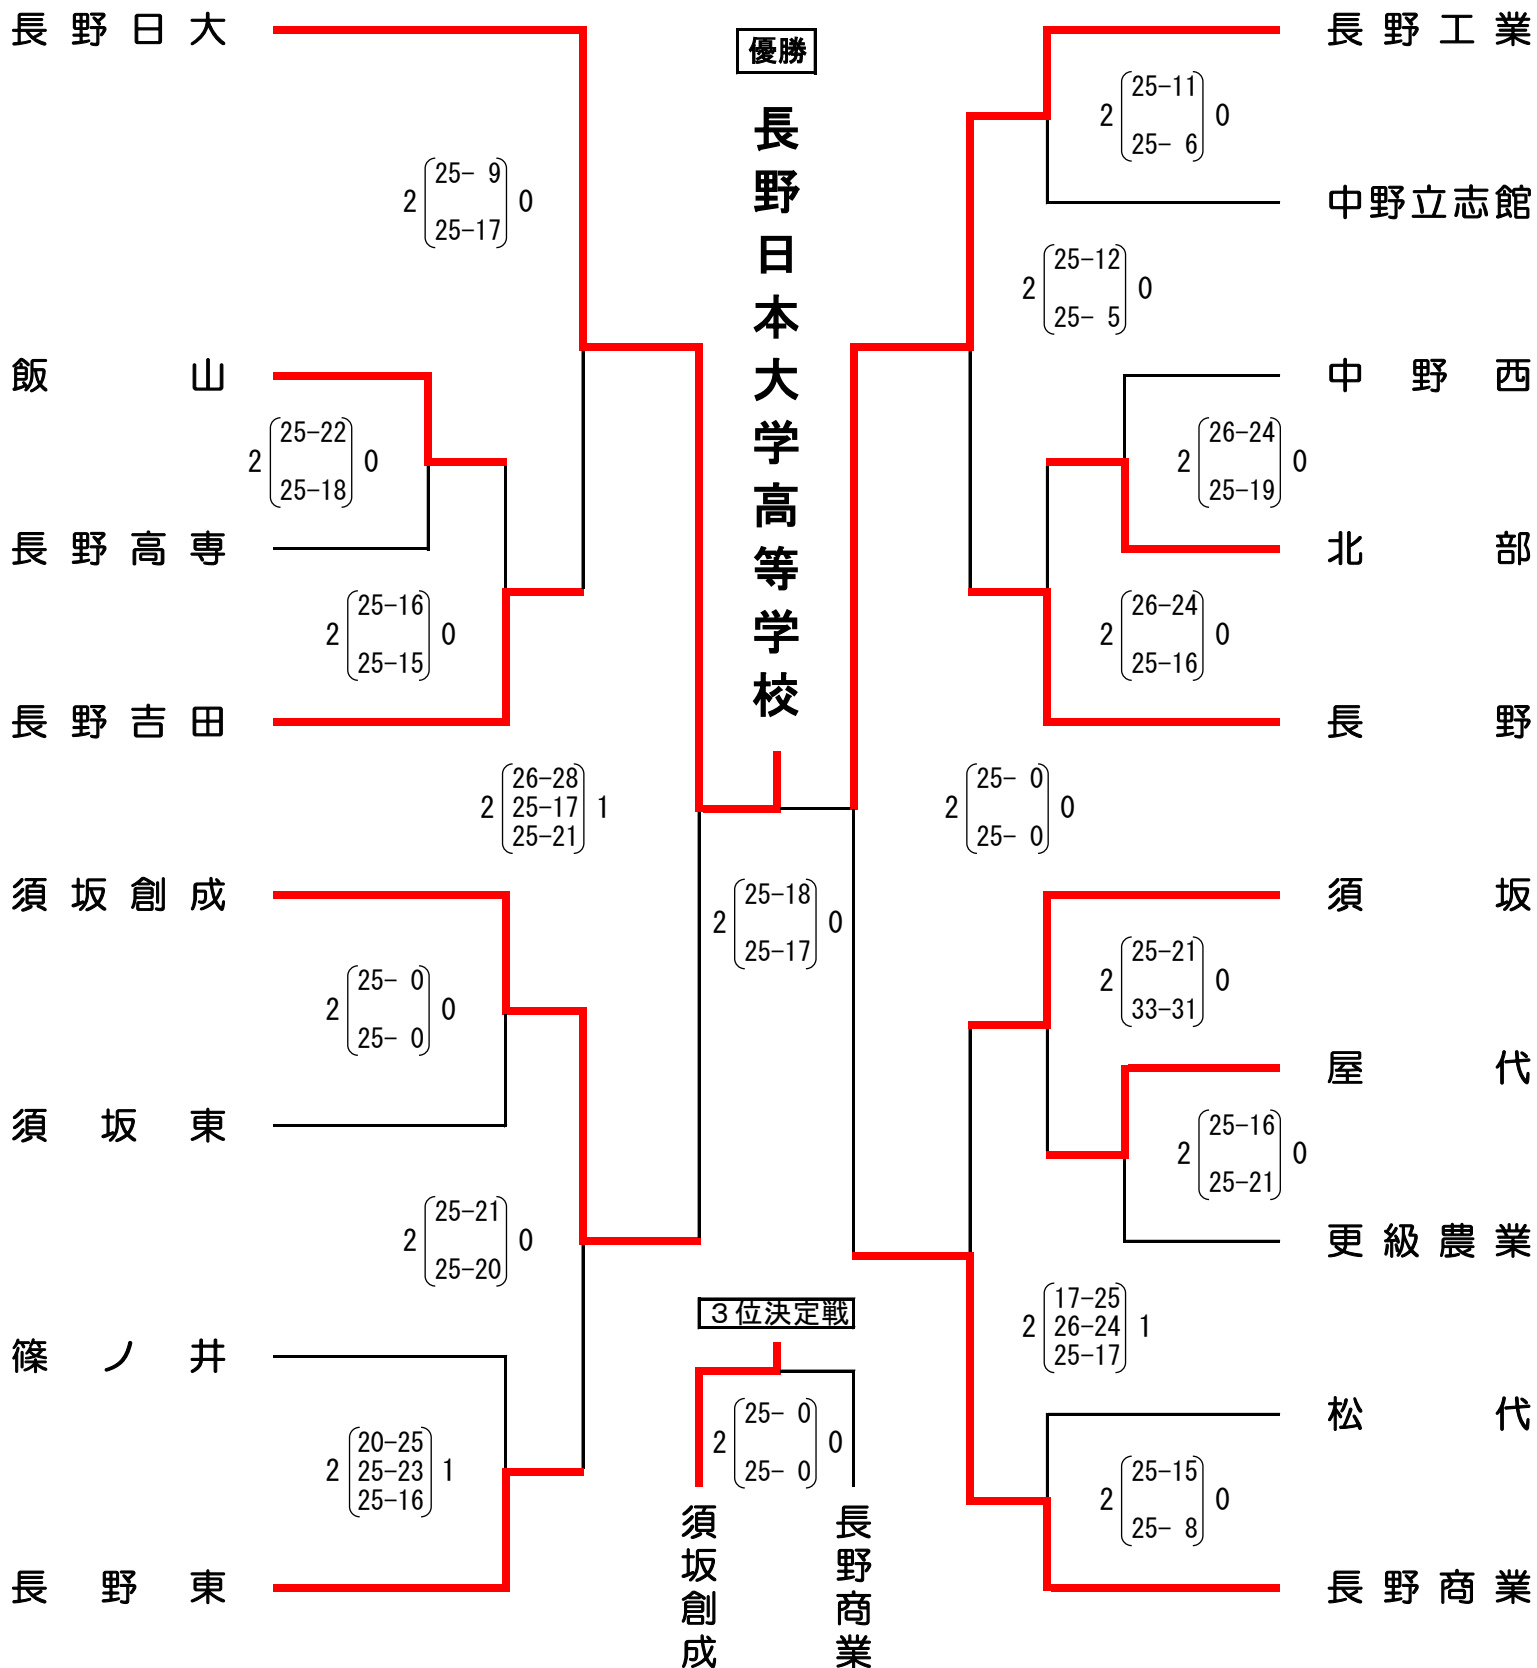 長野日大
飯山
長野高専
長野吉田
須坂創成
須坂東
篠ノ井
長野東
2 25- 9 0
25-17
2 25-22 0
25-18
2 25-16 0
25-15
26-28
2 25-17 1
25-21
2 25- 0 0
25- 0
2 25-21 0
25-20
20-25
2 25-23 1
25-16
優勝
長野日本大学高等学校
2 25-18 0
25-17
3位決定戦
2 25- 0 0
25- 0
須坂創成
長野商業
2 25-11 0
25- 6
2 25-12 0
25- 5
2 26-24 0
25-19
2 26-24 0
25-16
2 25- 0 0
25- 0
2 25-21 0
33-31
2 25-16 0
25-21
17-25
2 26-24 1
25-17
2 25-15 0
25- 8
長野工業
中野立志館
中野西
北部
長野
須坂
屋代
更級農業
松代
長野商業